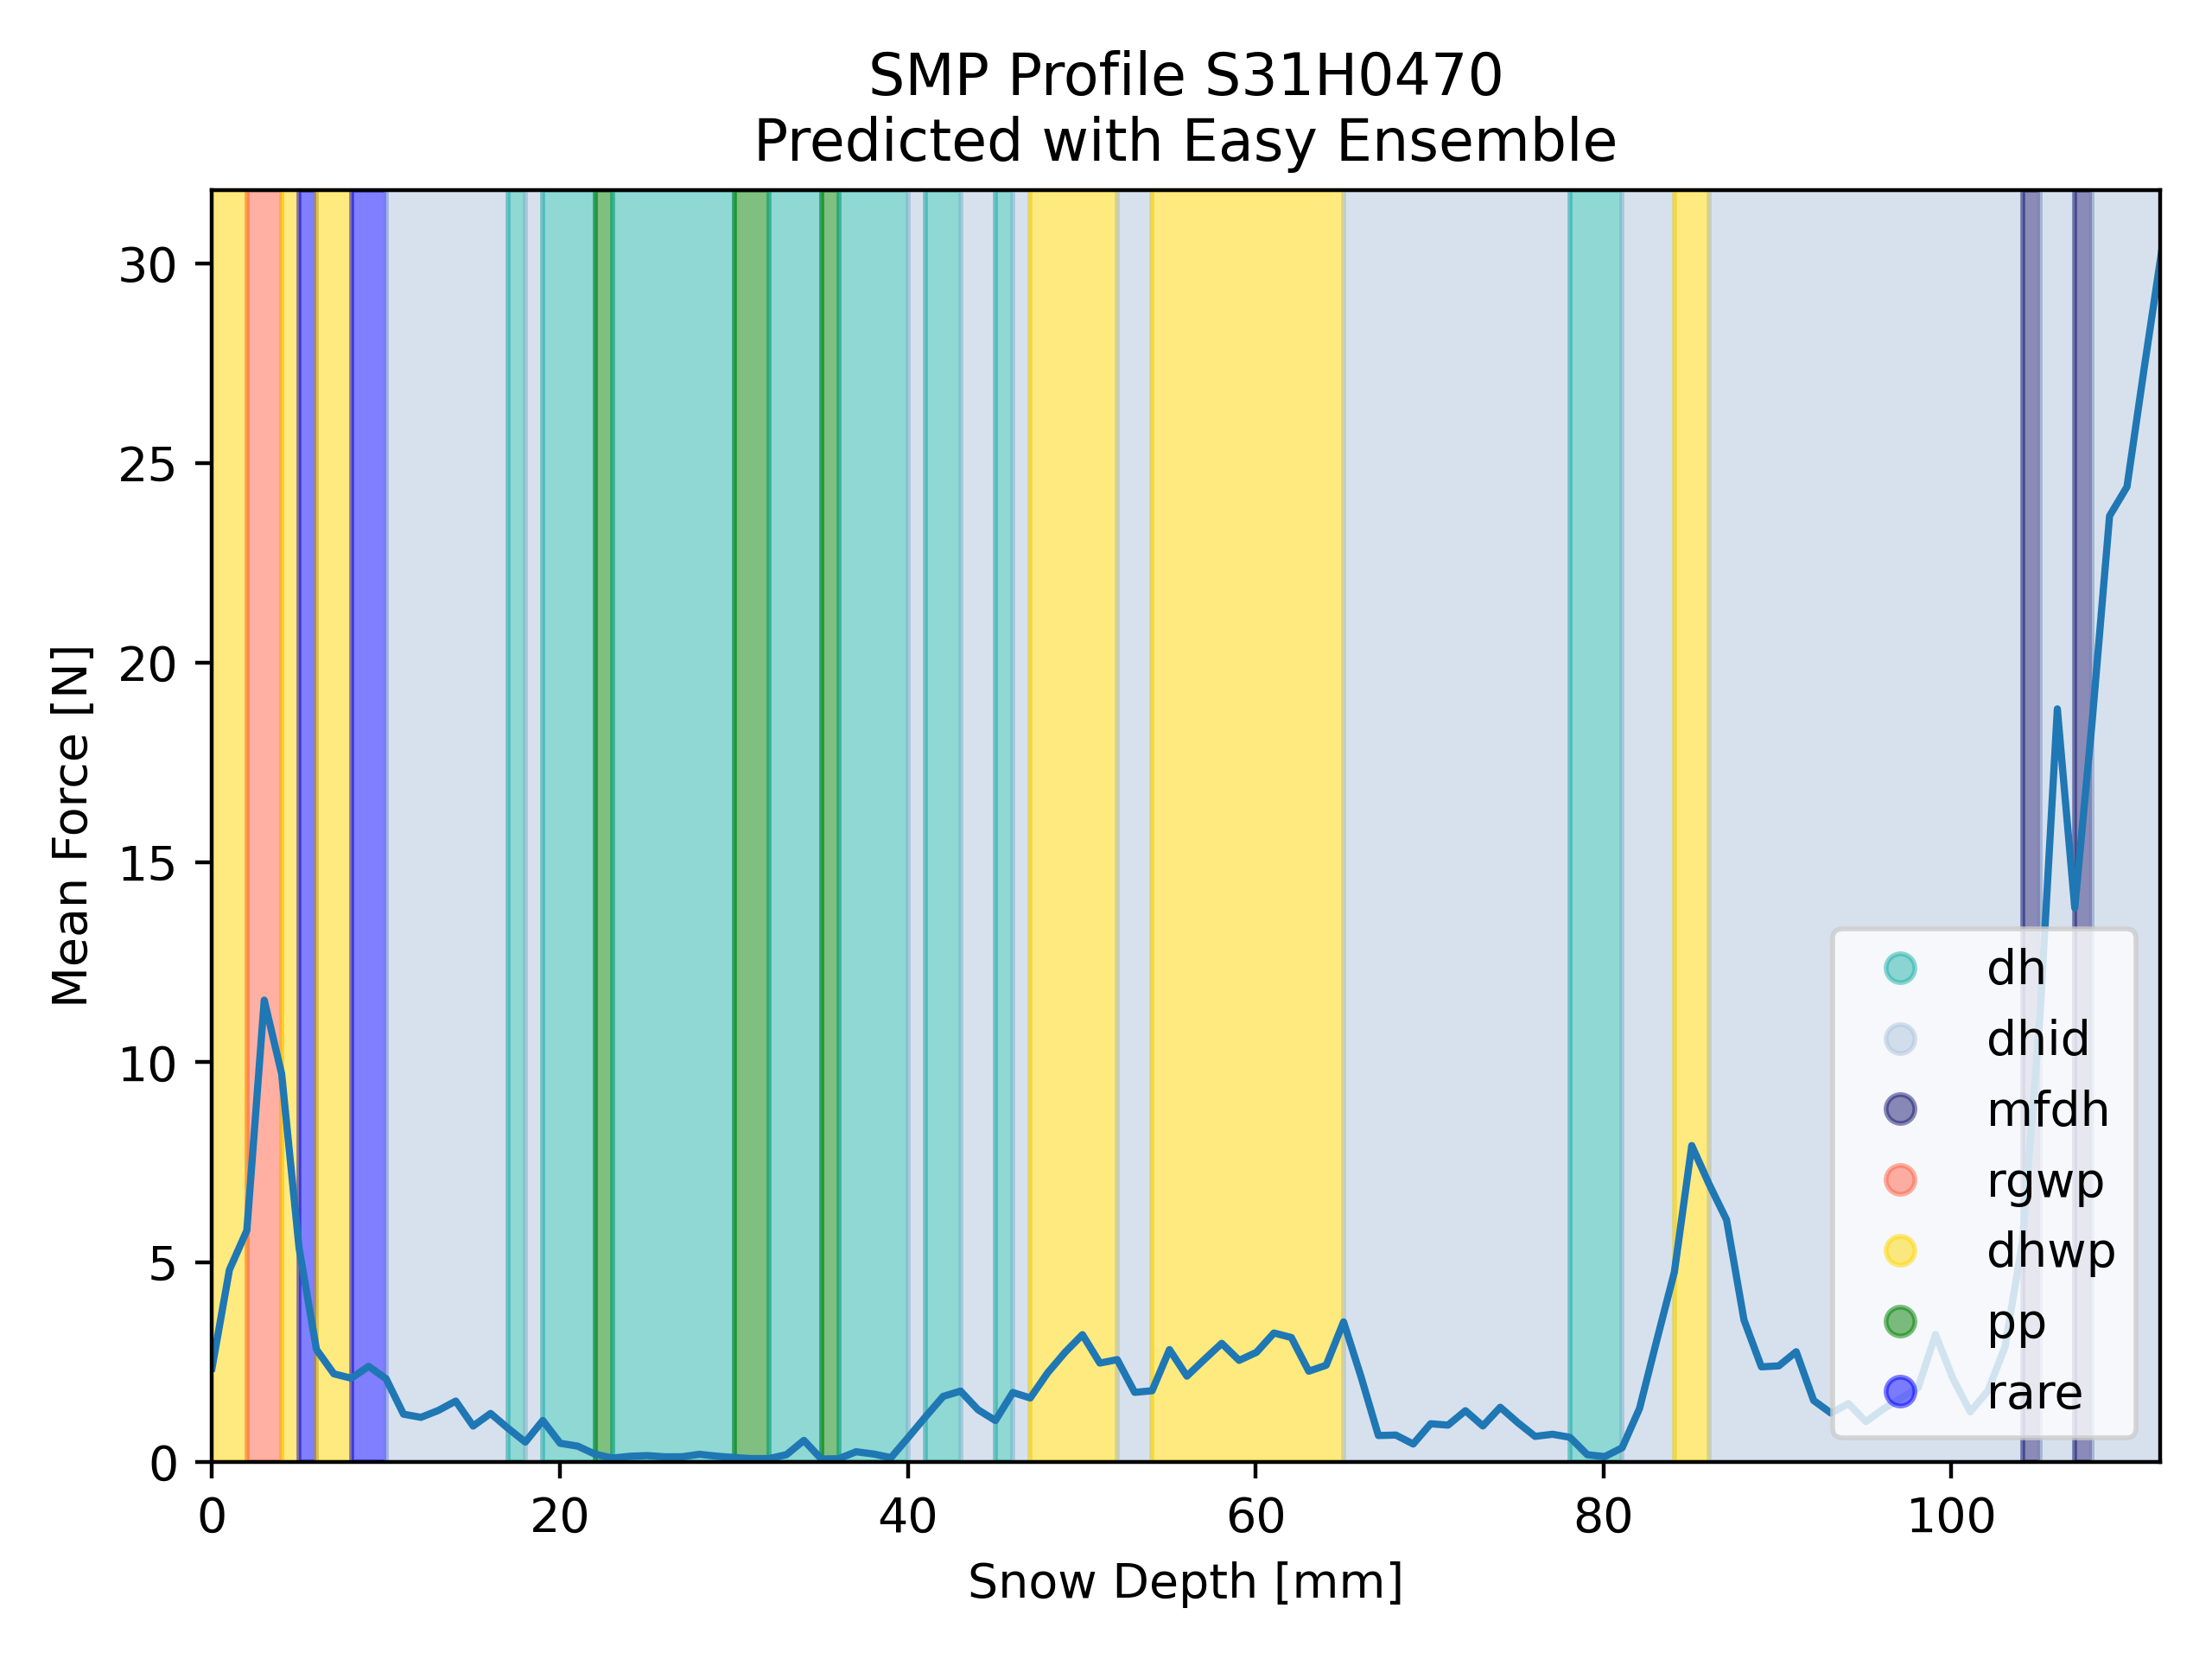 SMP Profile S31H0470
Predicted with Easy Ensemble
Mean Force [N]
30
25
20
15
10
5
0
dh
dhid
mfdh
rgwp
dhwp
pp
rare
0 20 40 60 80 100
Snow Depth [mm]